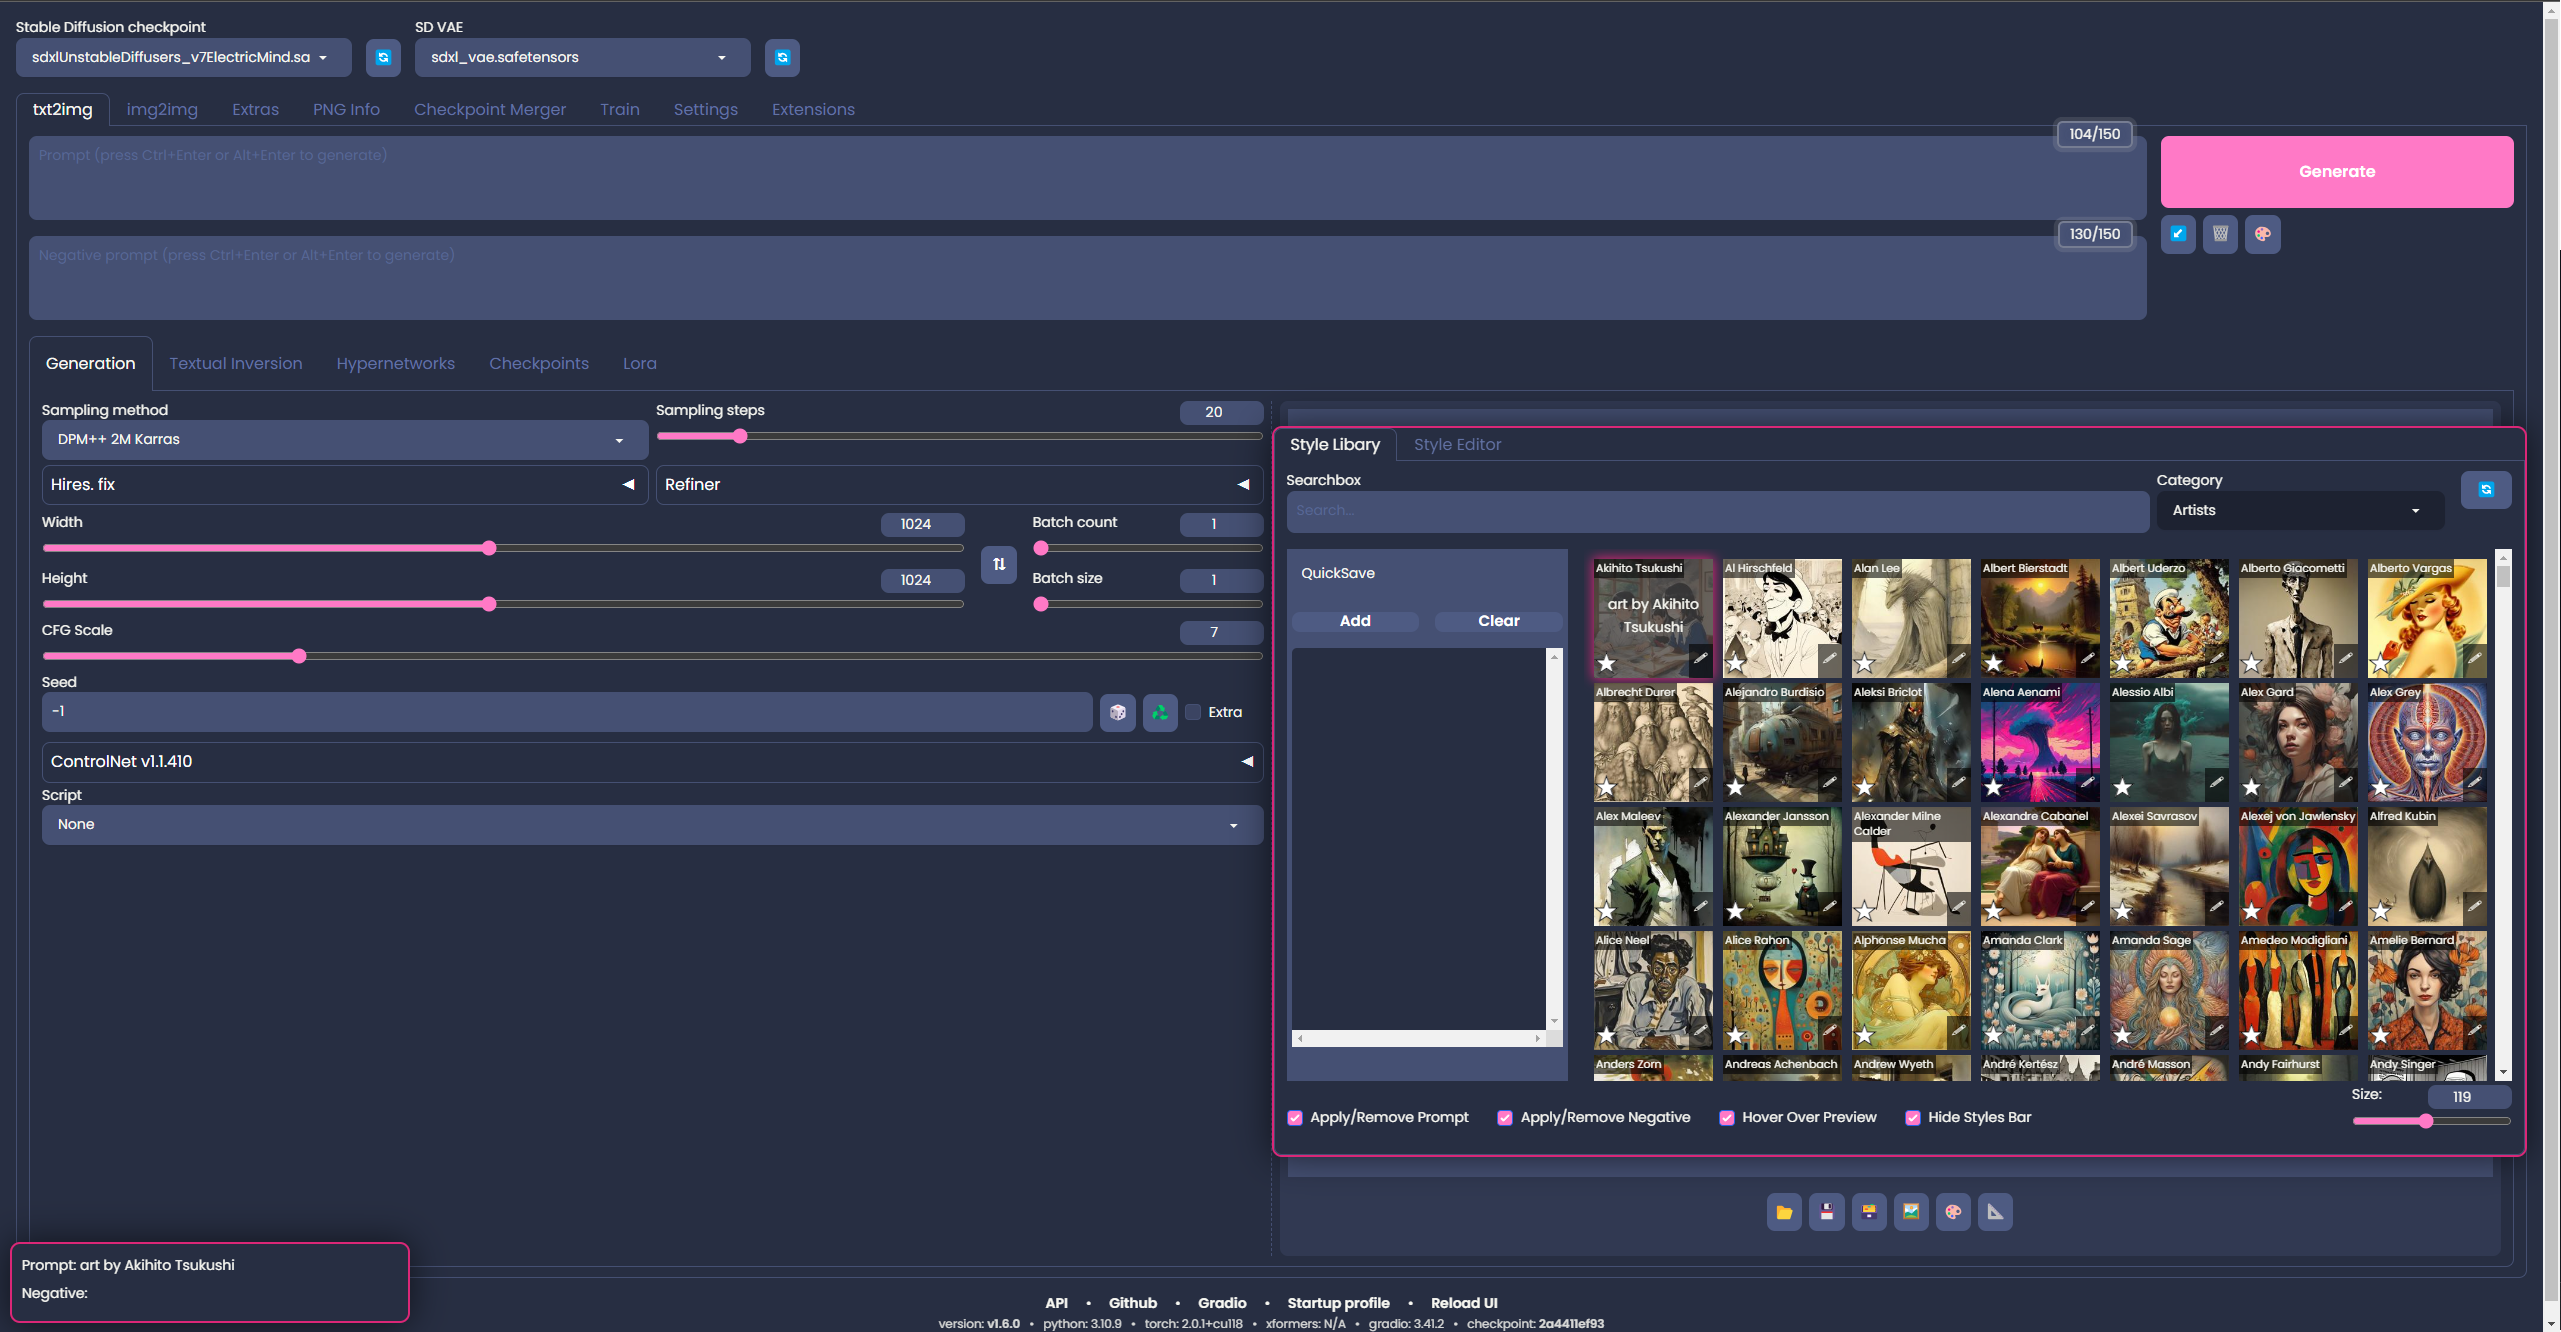 Stable Diffusion checkpoint
SD VAE
sdxlUnstableDiffusers_v7ElectricMind.sa
sdxl_vae.safetensors
txt2img img2img Extras PNG Info Checkpoint Merger Train Settings Extensions
104/150
Prompt (press Ctrl+Enter or Alt+Enter to generate)
Generate
130/150
Negative prompt (press Ctrl+Enter or Alt+Enter to generate)
Generation Textual Inversion Hypernetworks Checkpoints Lora
Sampling method
DPM++ 2M Karras
Sampling steps
20
Hires. fix
Refiner
Width
1024
Batch count
1
Height
1024
Batch size
1
CFG Scale
7
Seed
-1
Extra
ControlNet v1.1.410
Script
None
Style Libary Style Editor
Searchbox
Search...
Category
Artists
QuickSave
Add Clear
Akihito Tsukushi
art by Akihito
Tsukushi
Al Hirschfeld
Alan Lee
Albert Bierstadt
Albert Uderzo
Alberto Giacometti
Alberto Vargas
Albrecht Durer
Alejandro Burdisio
Aleksi Briclot
Alena Aenami
Alessio Albi
Alex Gard
Alex Grey
Alex Maleev
Alexander Jansson
Alexander Milne
Calder
Alexandre Cabanel
Alexei Savrasov
Alexej von Jawlensky
Alfred Kubin
Alice Neel
Alice Rahon
Alphonse Mucha
Amanda Clark
Amanda Sage
Amedeo Modigliani
Amelie Bernard
Anders Zorn
Andreas Achenbach
Andrew Wyeth
André Kertész
André Masson
Andy Fairhurst
Andy Singer
Apply/Remove Prompt Apply/Remove Negative Hover Over Preview Hide Styles Bar
Size:
119
Prompt: art by Akihito Tsukushi
Negative:
API • Github • Gradio • Startup profile • Reload UI
version: v1.6.0 • python: 3.10.9 • torch: 2.0.1+cu118 • xformers: N/A • gradio: 3.41.2 • checkpoint: 2a4411ef93